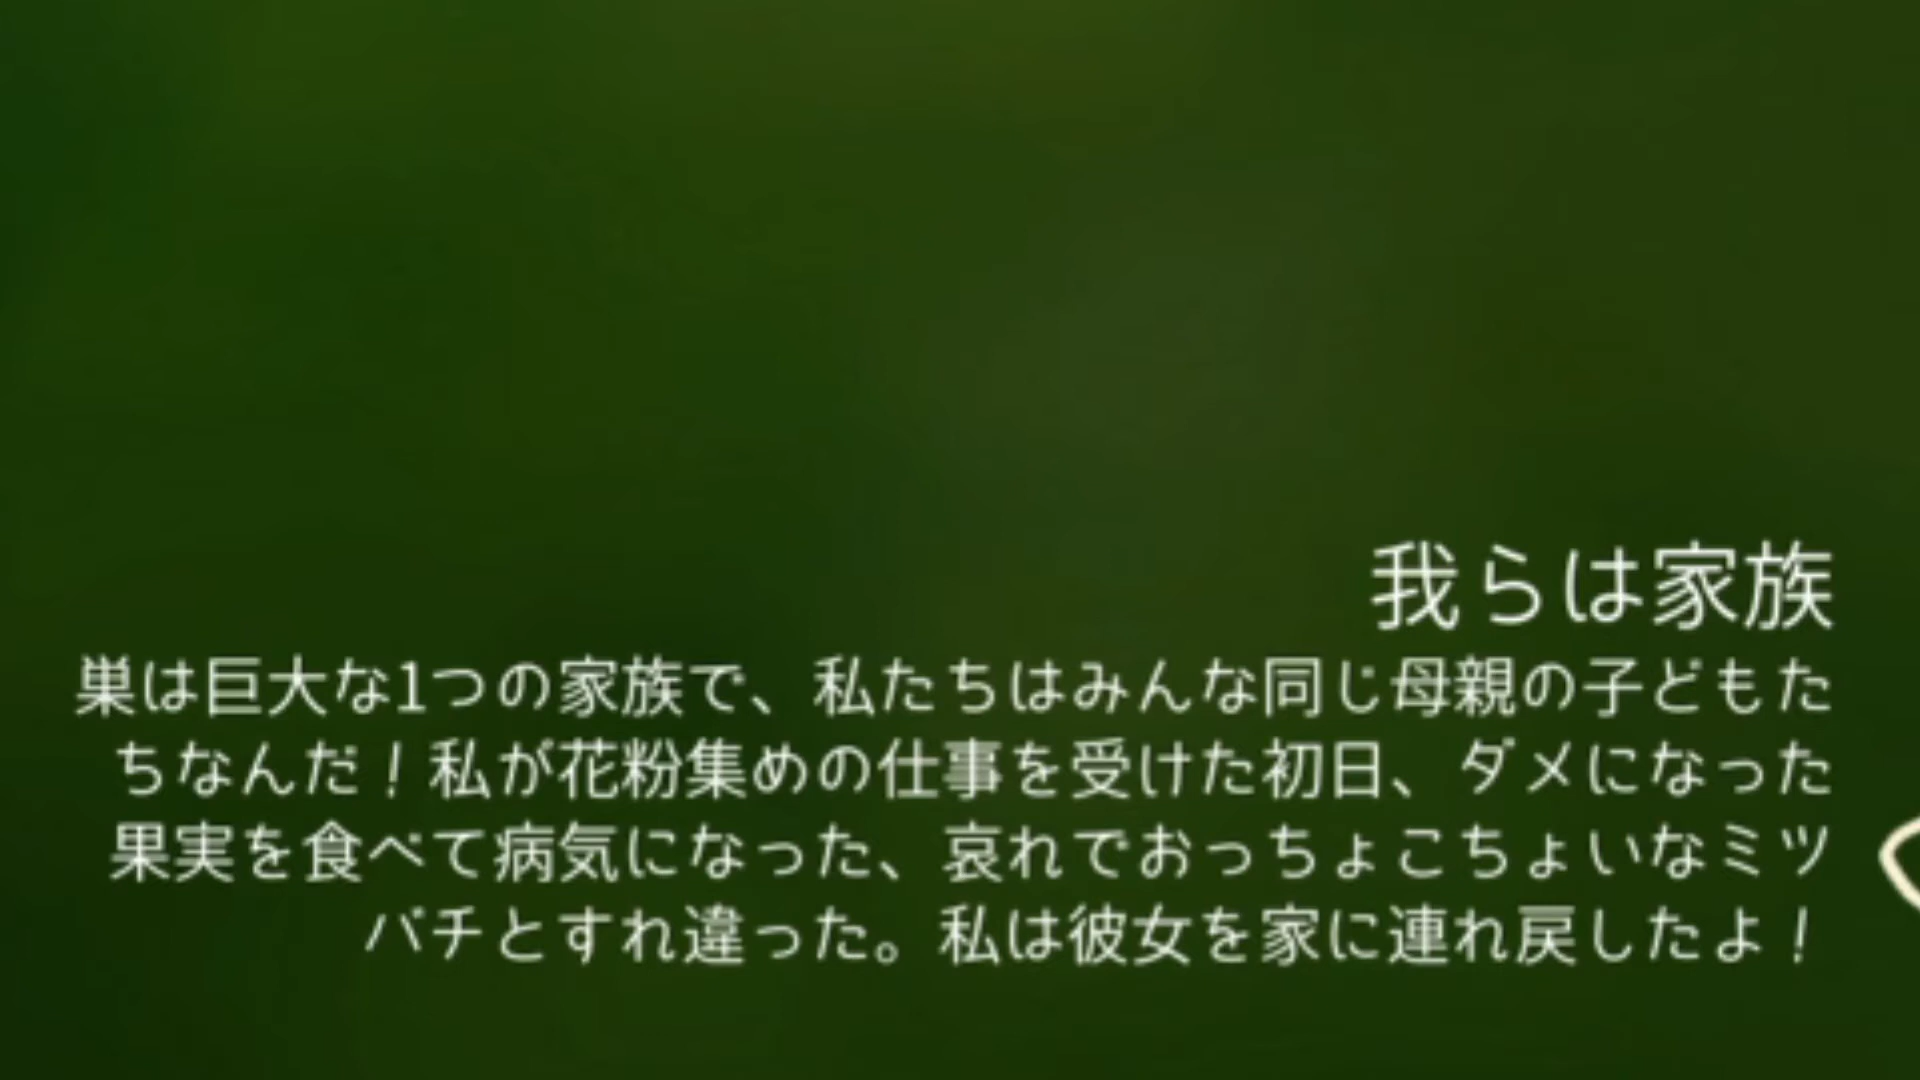 我らは家族
巣は巨大な1つの家族で、私たちはみんな同じ母親の子どもた
ちなんだ！私が花粉集めの仕事を受けた初日、ダメになった
果実を食べて病気になった、哀れでおっちょこちょいなミツ
バチとすれ違った。私は彼女を家に連れ戻したよ！